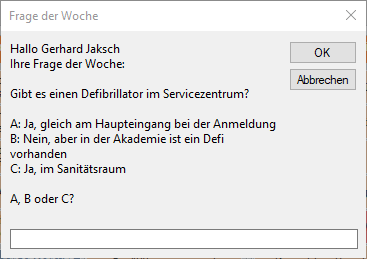 Frage der Woche
Hallo Gerhard Jaksch
Ihre Frage der Woche:
OK
Abbrechen
Gibt es einen Defibrillator im Servicezentrum?
A: Ja, gleich am Haupteingang bei der Anmeldung
B: Nein, aber in der Akademie ist ein Defi
vorhanden
C: Ja, im Sanitätsraum
A, B oder C?